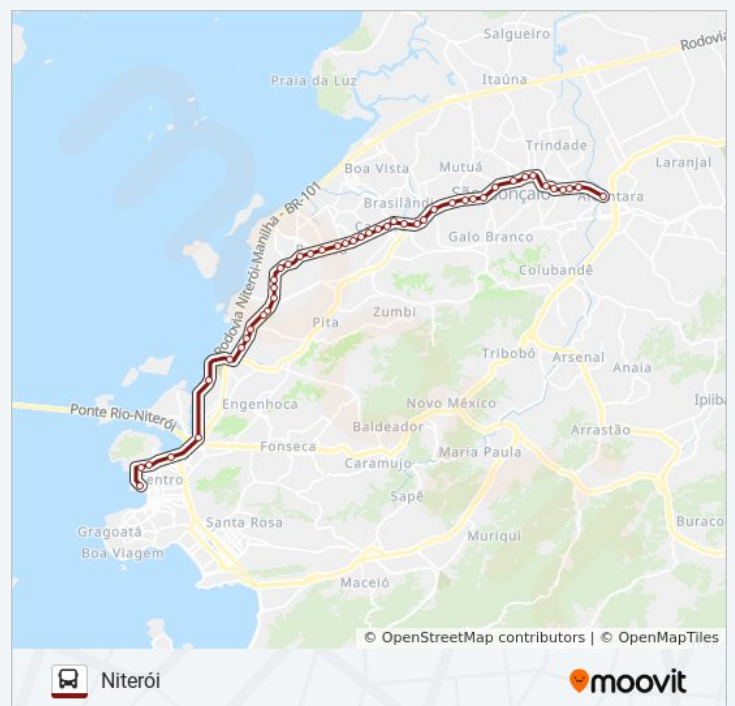 Salgueiro
Rodovia
Itaúna
Praia da Luz
Trindade
Laranjal
Boa Vista
Mutuá
Rodovia Niterói-Manilha - BR-101
Brasilândia
São Gonçalo
Alcântara
Galo Branco
Colubandê
Pita
Zumbi
Tribobó
Arsenal
Anaia
Ponte Rio-Niterói
Engenhoca
Novo México
Baldeador
Arrastão
Fonseca
Maria Paula
Caramujo
Centro
Sapê
Gragoatá
Santa Rosa
Boa Viagem
Muriqui
Buraco
Maceió
© OpenStreetMap contributors | © OpenMapTiles
Niterói
moovit